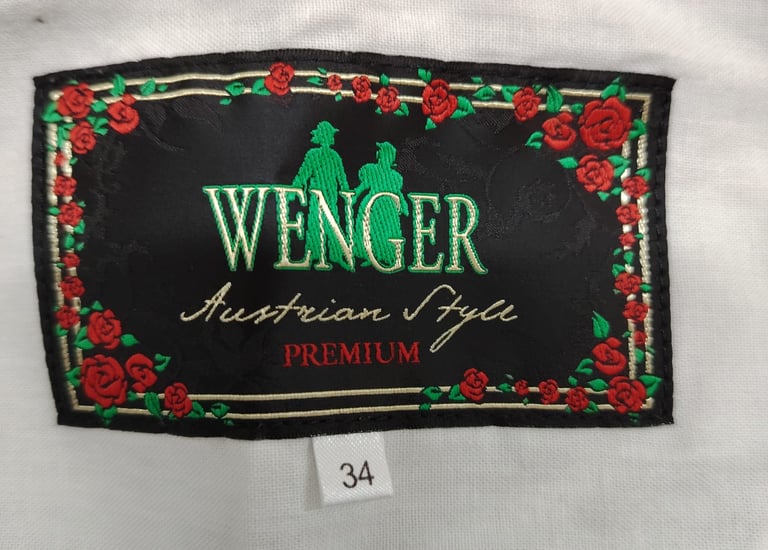 WENGER
Austrian Style
PREMIUM
34